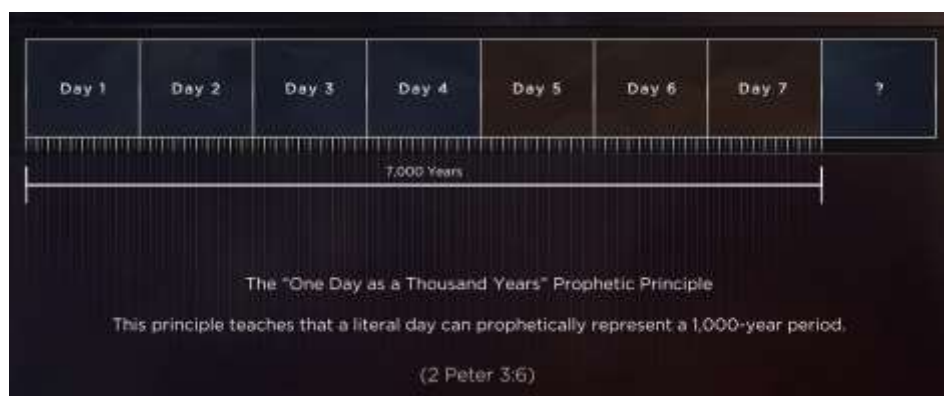 Day 1 Day 2 Day 3 Day 4 Day 5 Day 6 Day 7 ?
7,000 Years
The "One Day as a Thousand Years" Prophetic Principle
This principle teaches that a literal day can prophetically represent a 1,000-year period.
(2 Peter 3:6)